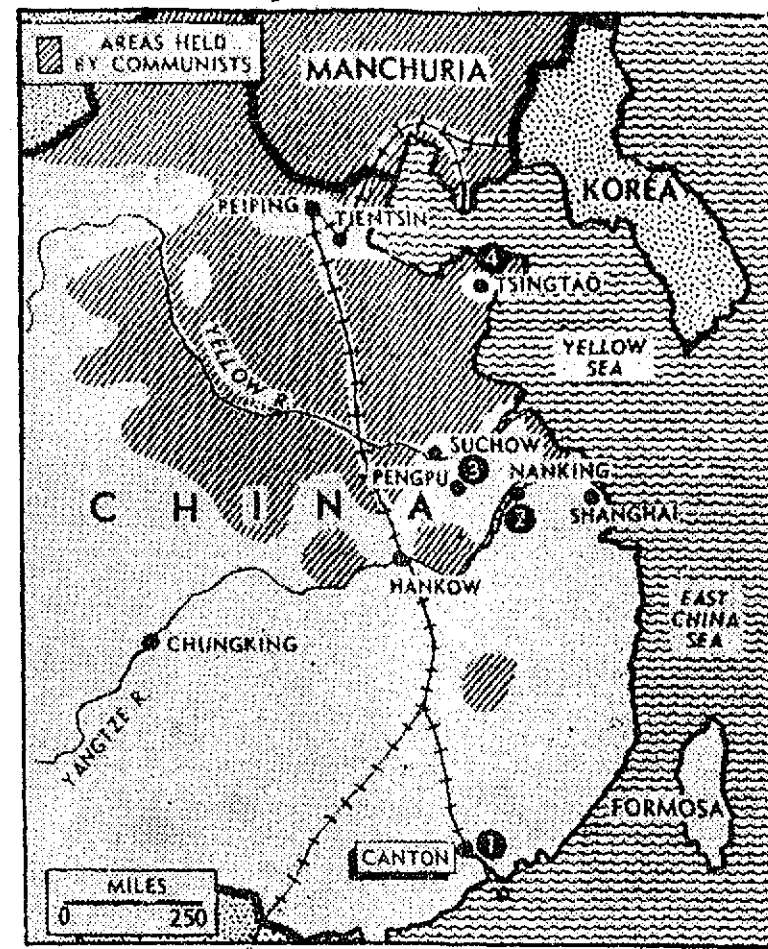 AREAS HELD
BY COMMUNISTS
MANCHURIA
KOREA
PEIPING
TIENTSIN
4
TSINGTAO
YELLOW
SEA
YELLOW R.
SUCHOW
3
PENGPU
NANKING
CHINA
2
SHANGHAI
HANKOW
EAST
CHINA
SEA
CHUNGKING
YANGTZE R.
FORMOSA
CANTON
1
MILES
0 250